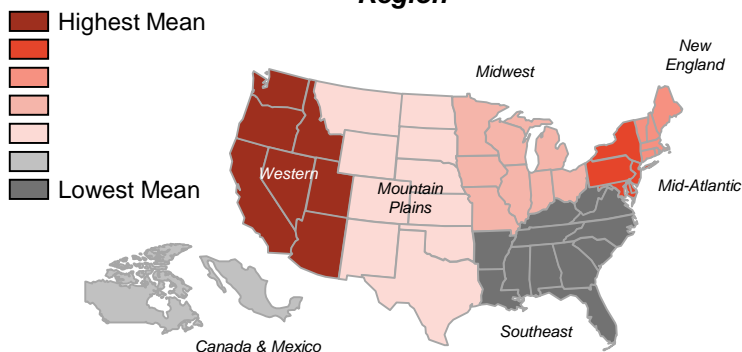 Region
Highest Mean
Lowest Mean
New
England
Midwest
Western
Mountain
Plains
Mid-Atlantic
Southeast
Canada & Mexico